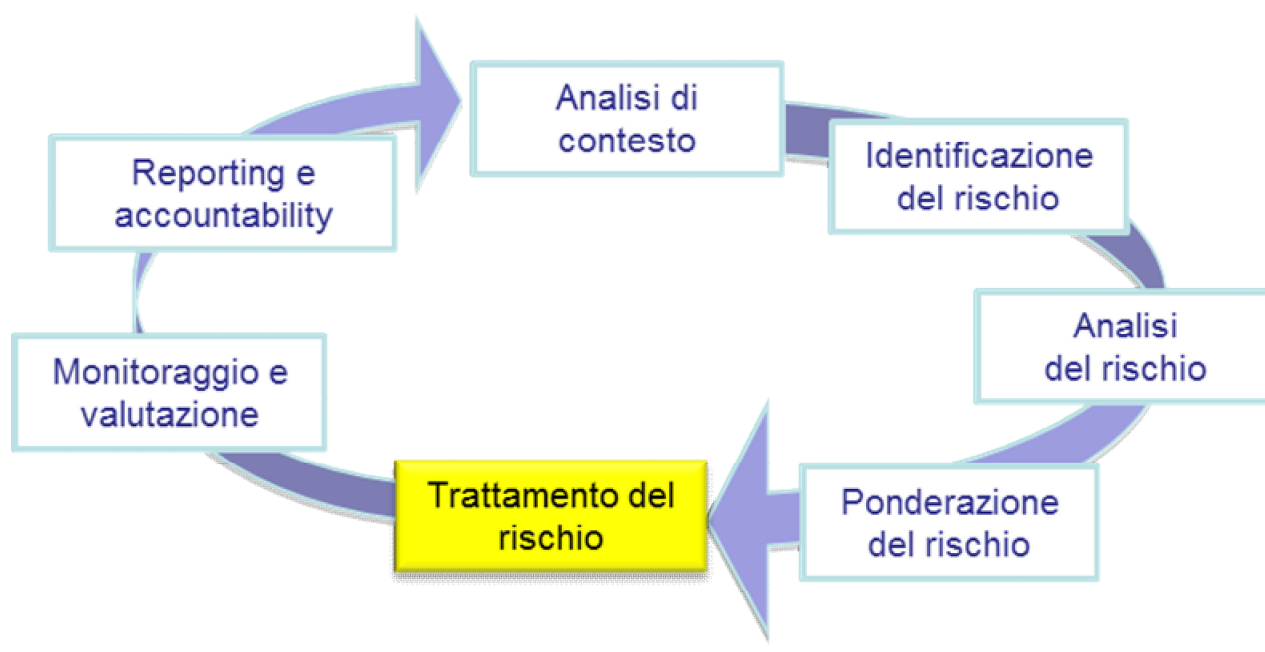 Analisi di
contesto
Identificazione
del rischio
Analisi
del rischio
Ponderazione
del rischio
Trattamento del
rischio
Monitoraggio e
valutazione
Reporting e
accountability